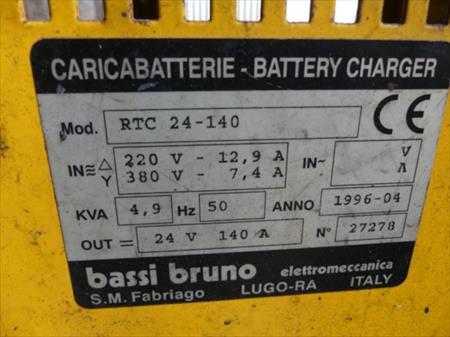 CARICABATTERIE - BATTERY CHARGER
Mod. RTC 24-140 CE
IN≅ △ 220 V - 12,9 A IN~ V
Y 380 V - 7,4 A A
KVA 4,9 Hz 50 ANNO 1996-04
OUT = 24 V 140 A N° 27278
bassi bruno elettromeccanica
S.M. Fabriago LUGO-RA ITALY